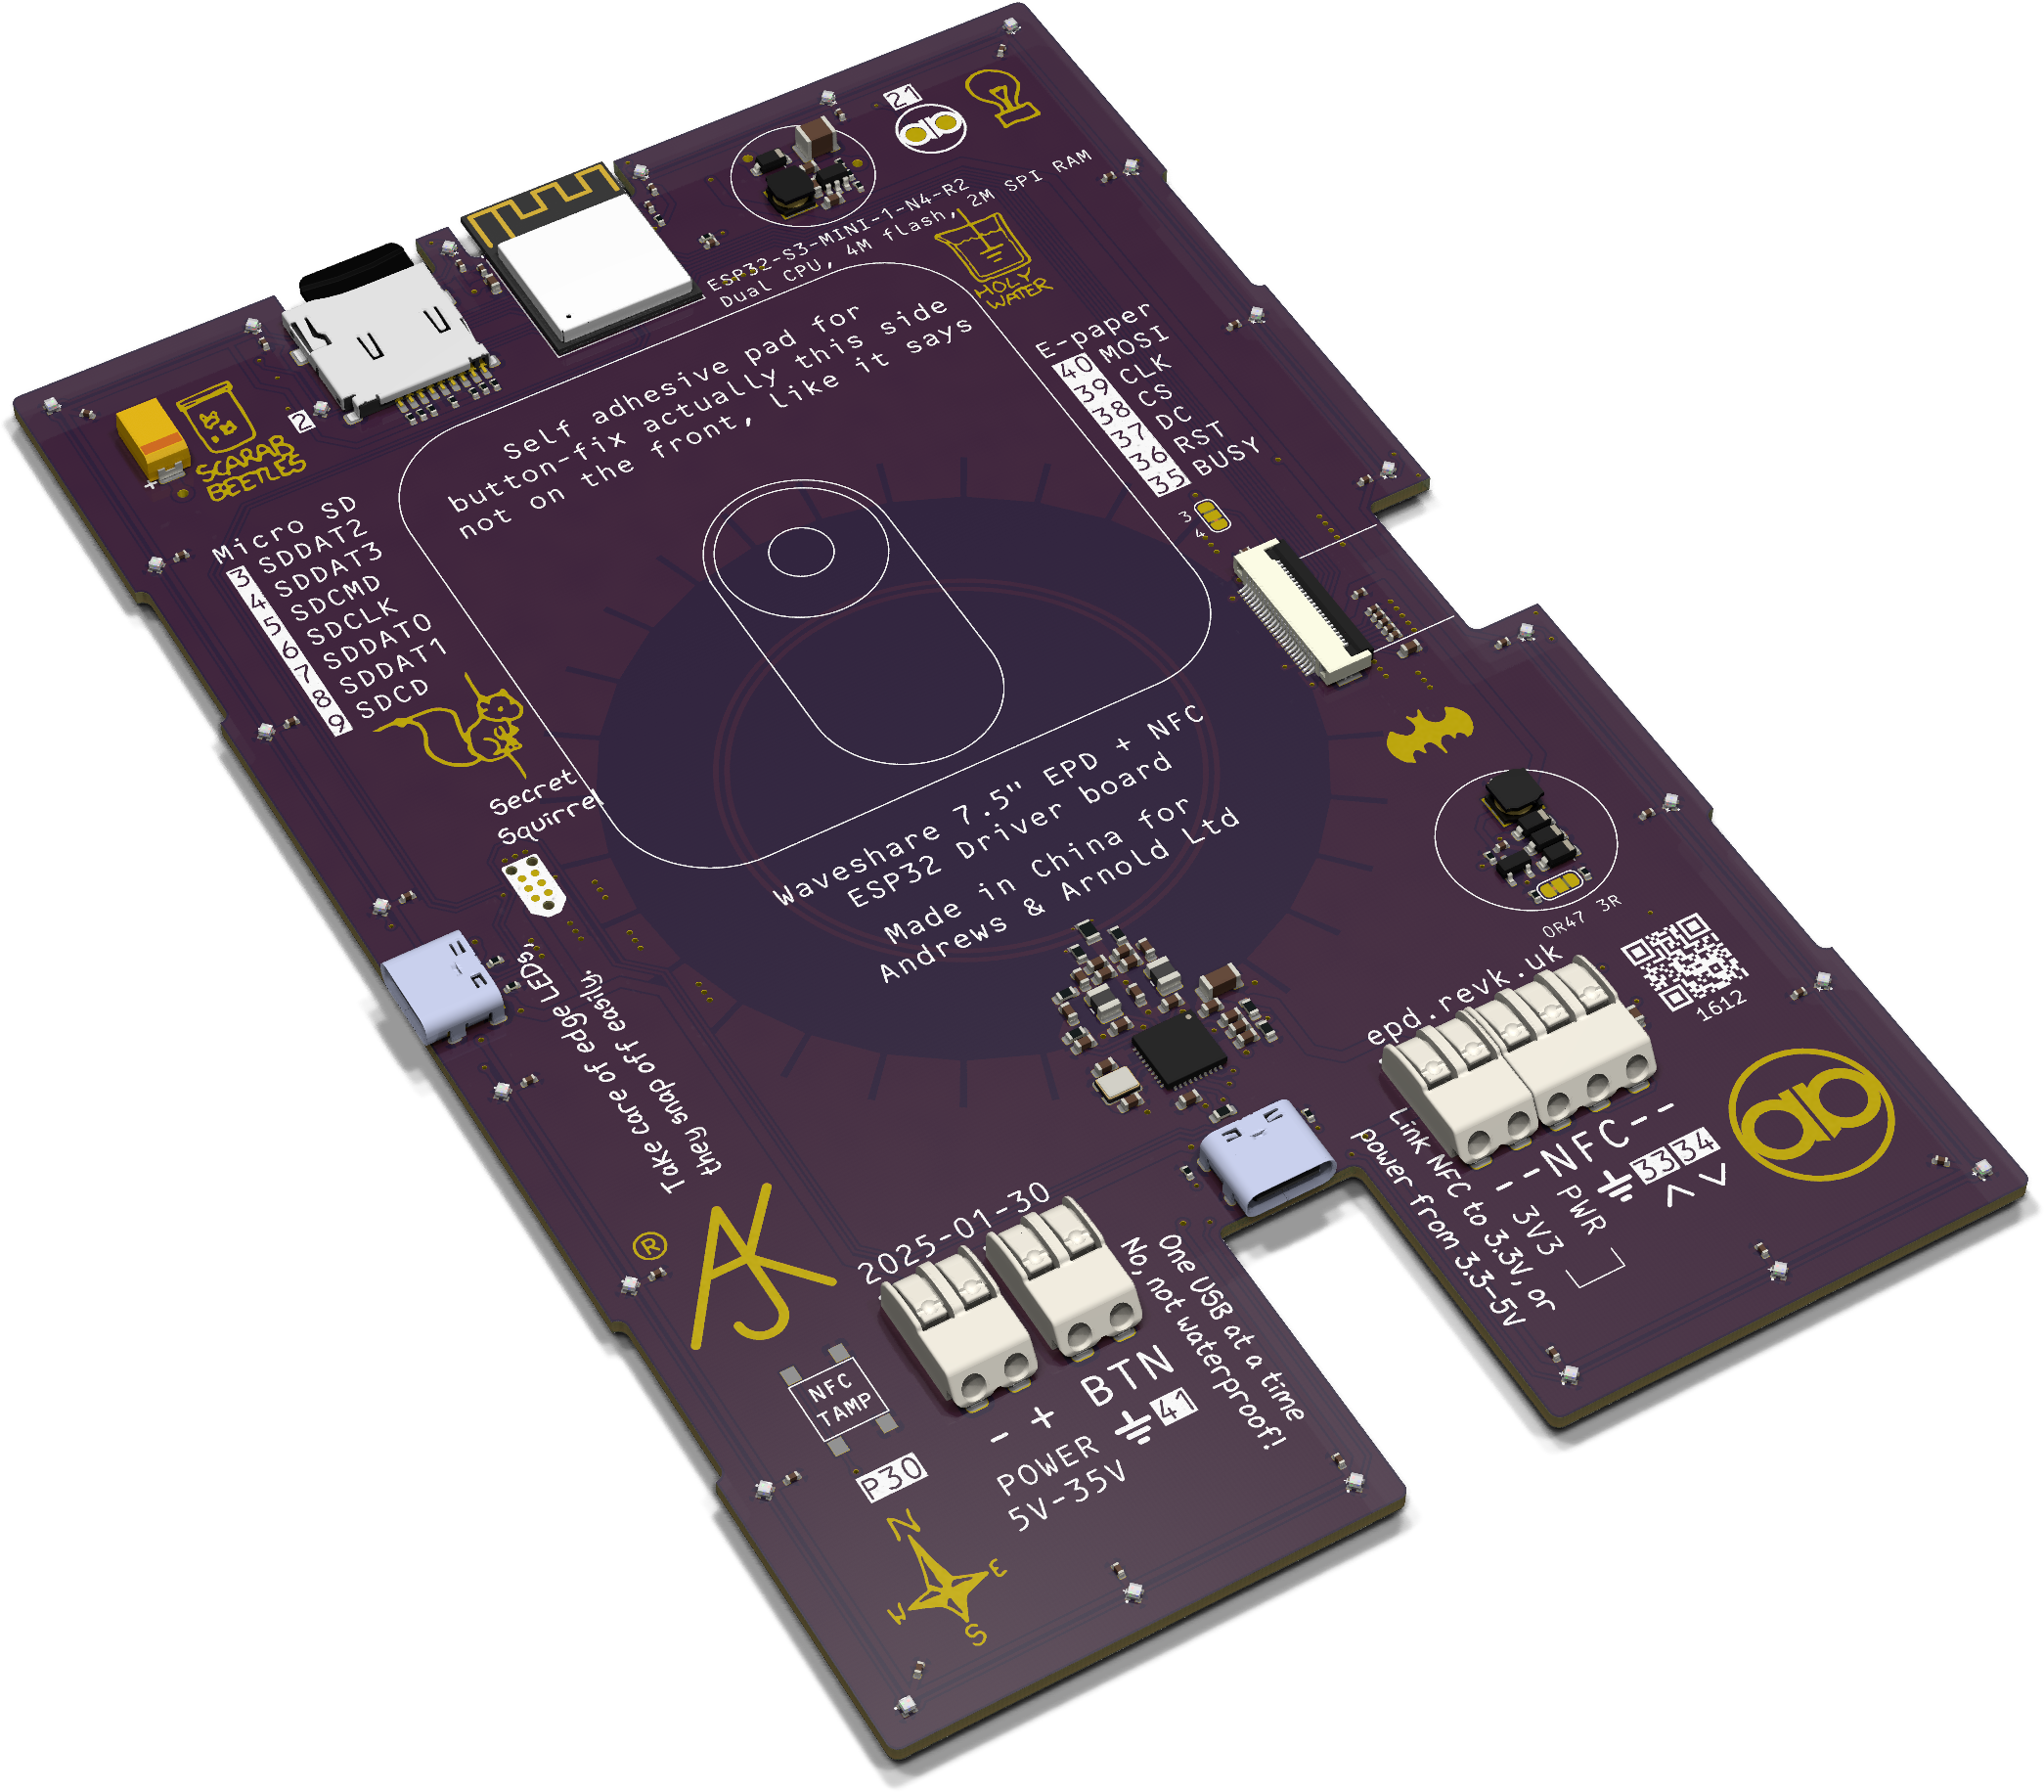 21
ESP32-S3-MINI-1-N4-R2
Dual CPU, 4M flash, 2M SPI RAM
HOLY
WATER
Self adhesive pad for
button-fix actually this side
not on the front, like it says
E-paper
40 MOSI
39 CLK
38 CS
37 DC
36 RST
35 BUSY
3
4
2
+
SCARAB
BEETLES
Micro SD
3 SDDAT2
4 SDDAT3
5 SDCMD
6 SDCLK
7 SDDAT0
8 SDDAT1
9 SDCD
Secret
Squirrel
Waveshare 7.5" EPD + NFC
ESP32 Driver board
Made in China for
Andrews & Arnold Ltd
0R47 3R
epd.revk.uk
1612
Take care of edge LEDs,
they snap off easily.
--NFC--
3V3
PWR
33 34
Link NFC to 3.3v, or
power from 3.3-5v
® AJK
2025-01-30
One USB at a time
No, not waterproof!
BTN
41
- +
POWER
5V-35V
NFC
TAMP
P30
N
E
W
S